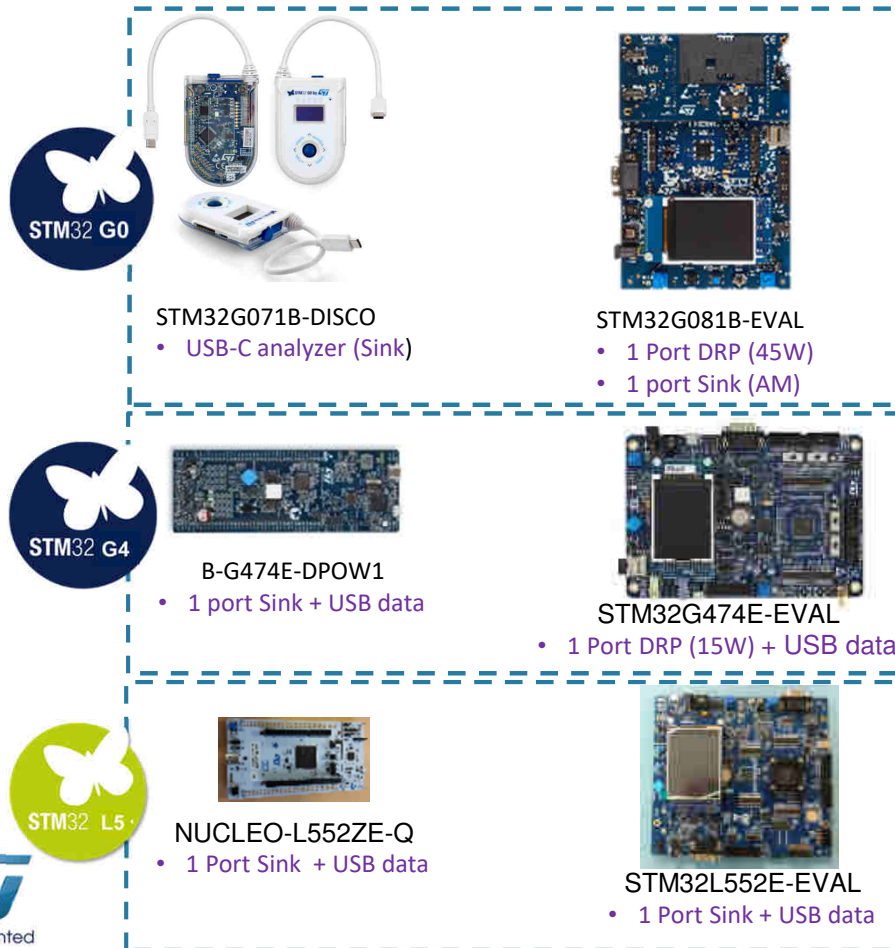 STM32 G0
STM32G071B-DISCO
• USB-C analyzer (Sink)
STM32G081B-EVAL
• 1 Port DRP (45W)
• 1 port Sink (AM)
STM32 G4
B-G474E-DPOW1
• 1 port Sink + USB data
STM32G474E-EVAL
• 1 Port DRP (15W) + USB data
STM32 L5
NUCLEO-L552ZE-Q
• 1 Port Sink + USB data
STM32L552E-EVAL
• 1 Port Sink + USB data
nted